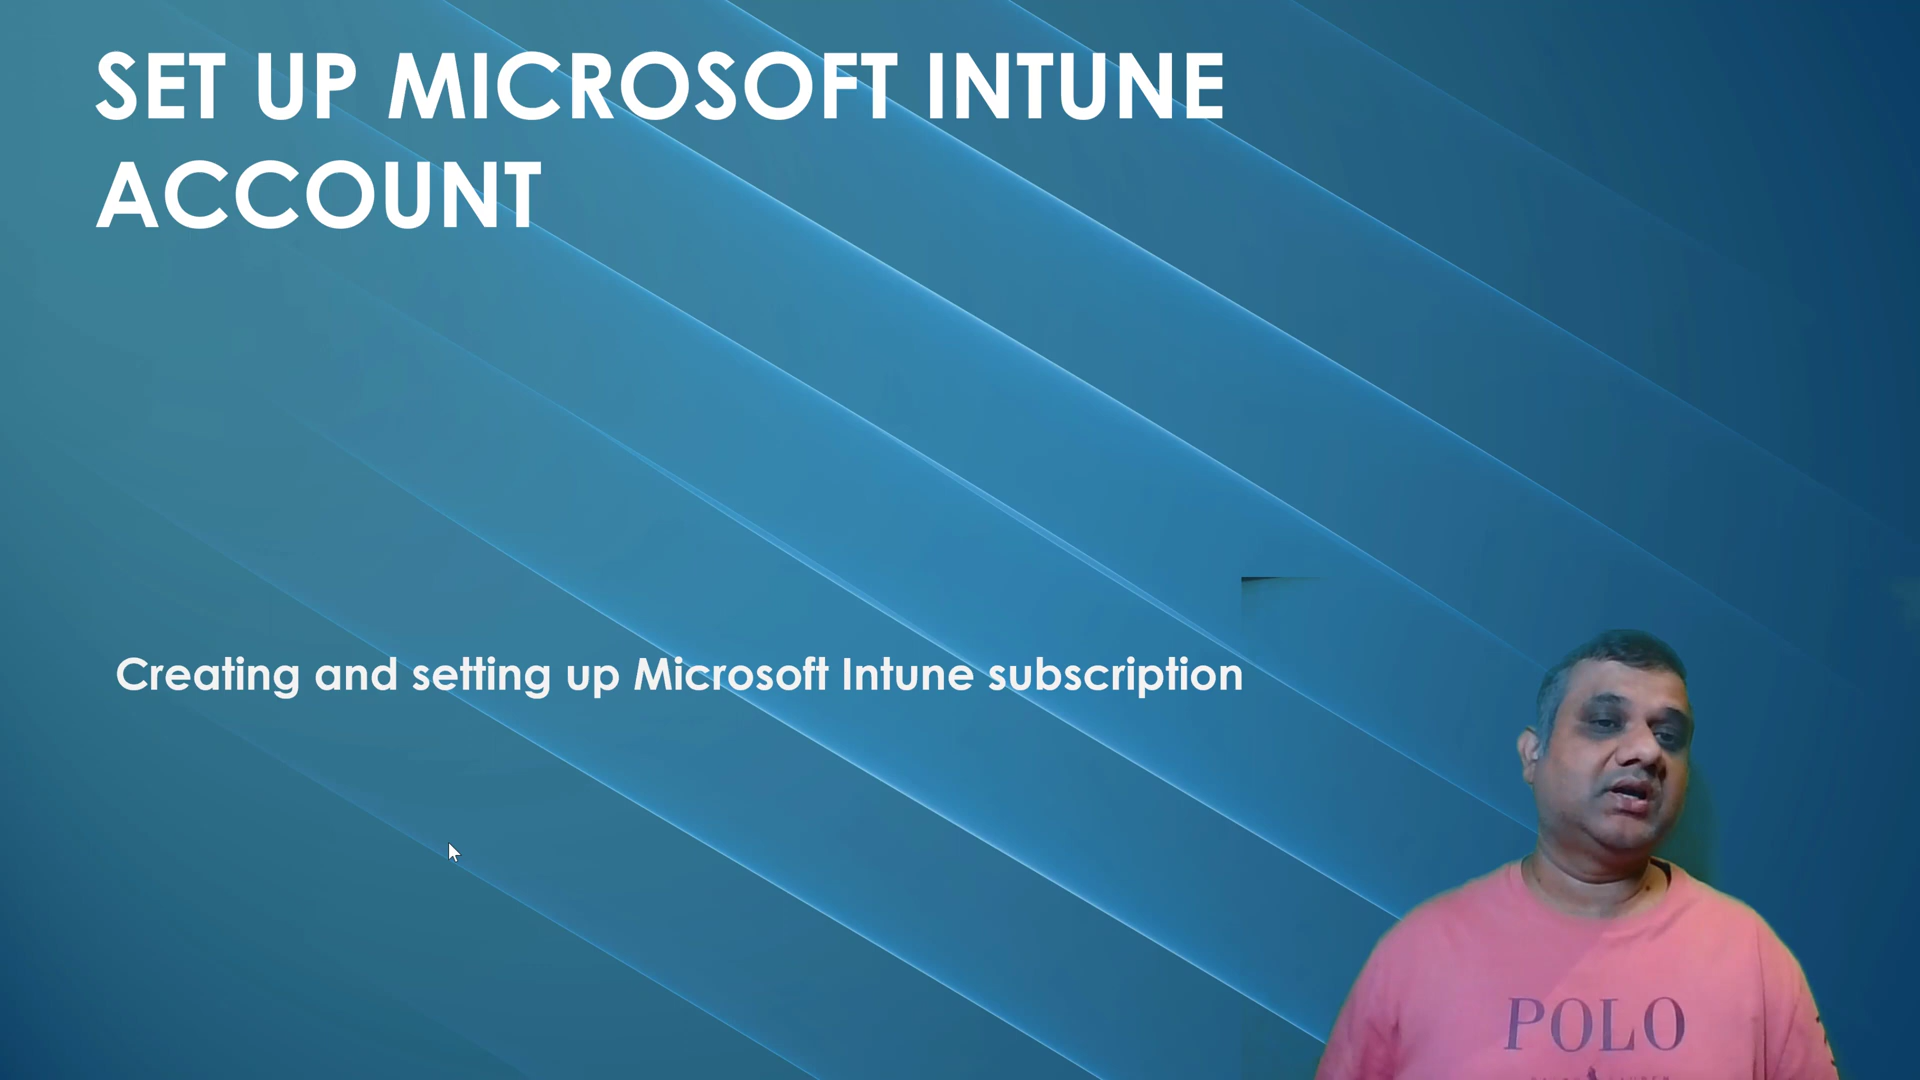 SET UP MICROSOFT INTUNE
ACCOUNT
Creating and setting up Microsoft Intune subscription
POLO